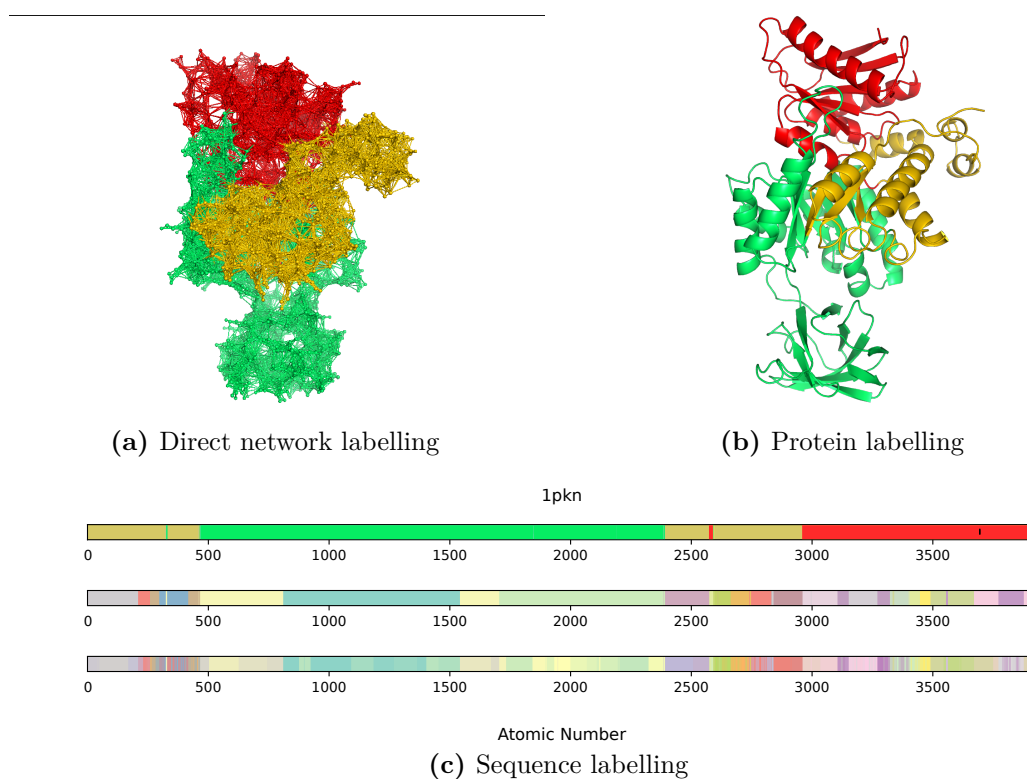 (a) Direct network labelling
(b) Protein labelling
1pkn
0 500 1000 1500 2000 2500 3000 3500
0 500 1000 1500 2000 2500 3000 3500
0 500 1000 1500 2000 2500 3000 3500
Atomic Number
(c) Sequence labelling